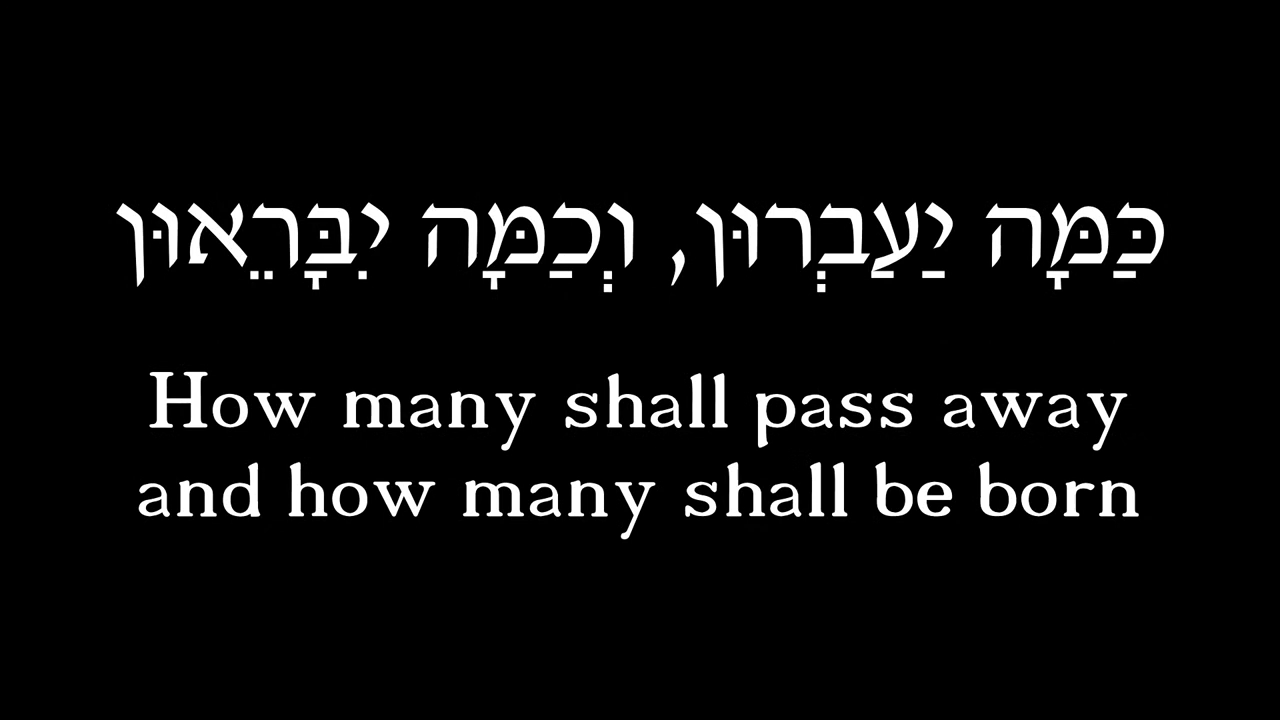 כַּמָּה יַעַבְרוּן, וְכַמָּה יִבָּרֵאוּן
How many shall pass away
and how many shall be born